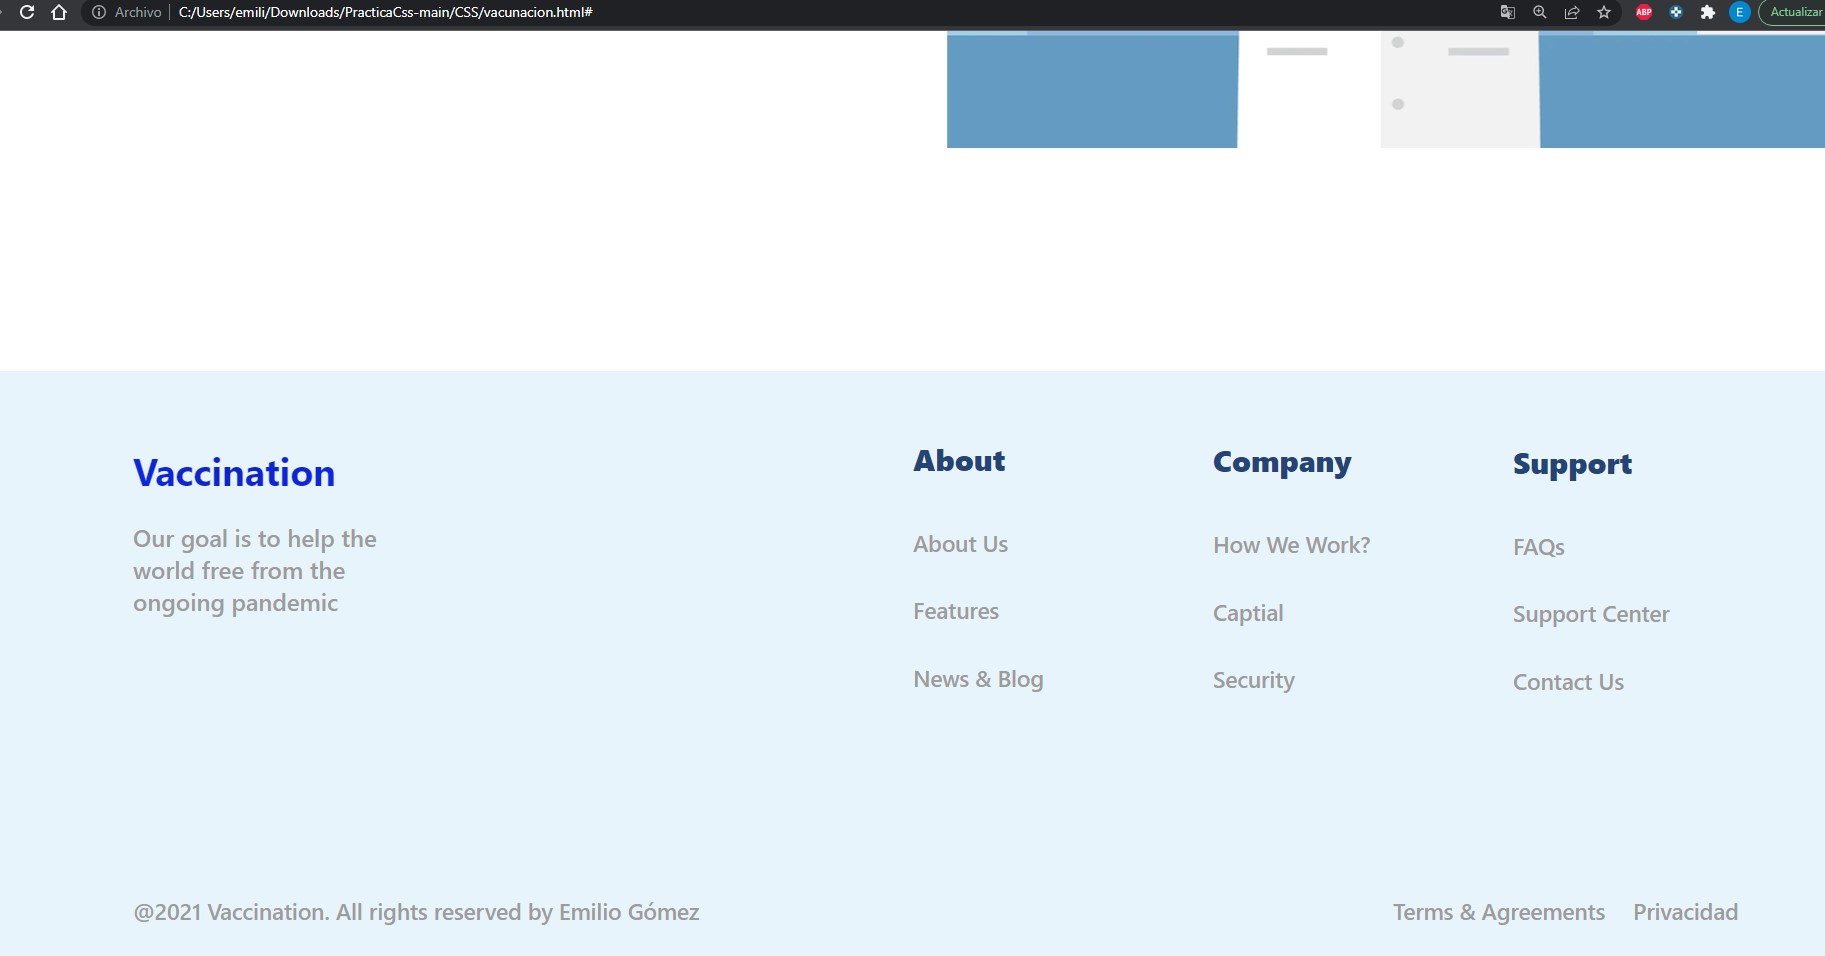 Archivo
C:/Users/emili/Downloads/PracticaCss-main/CSS/vacunacion.html#
ABP
E
Actualizar
Vaccination
Our goal is to help the
world free from the
ongoing pandemic
About
About Us
Features
News & Blog
Company
How We Work?
Captial
Security
Support
FAQs
Support Center
Contact Us
@2021 Vaccination. All rights reserved by Emilio Gómez
Terms & Agreements
Privacidad